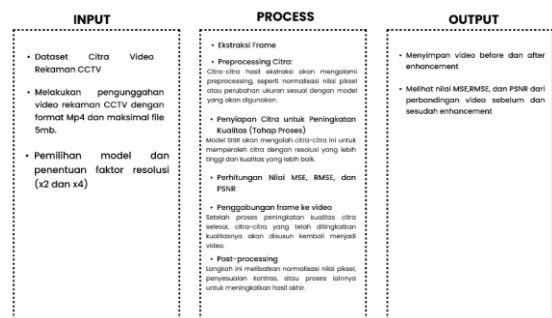 INPUT
• Dataset Citra Video
Rekaman CCTV
• Melakukan pengunggahan
video rekaman CCTV dengan
format Mp4 dan maksimal file
5mb.
• Pemilihan model dan
penentuan faktor resolusi
(x2 dan x4)
PROCESS
• Ekstraksi Frame
• Preprocessing Citra:
Citra-citra hasil ekstraksi akan mengalami
preprocessing, seperti normalisasi nilai piksel
atau perubahan ukuran sesuai dengan model
yang akan digunakan.
• Penyiapan Citra untuk Peningkatan
Kualitas (Tahap Proses)
Model SISR akan mengolah citra-citra ini untuk
memperoleh citra dengan resolusi yang lebih
tinggi dan kualitas yang lebih baik.
• Perhitungan Nilai MSE, RMSE, dan
PSNR
• Penggabungan frame ke video
Setelah proses peningkatan kualitas citra
selesai, citra-citra yang telah ditingkatkan
kualitasnya akan disusun kembali menjadi
video.
• Post-processing
Langkah ini melibatkan normalisasi nilai piksel,
penyesuaian kontras, atau proses lainnya
untuk meningkatkan hasil akhir.
OUTPUT
• Menyimpan video before dan after
enhancement
• Melihat nilai MSE,RMSE, dan PSNR dari
perbandingan video sebelum dan
sesudah enhancement